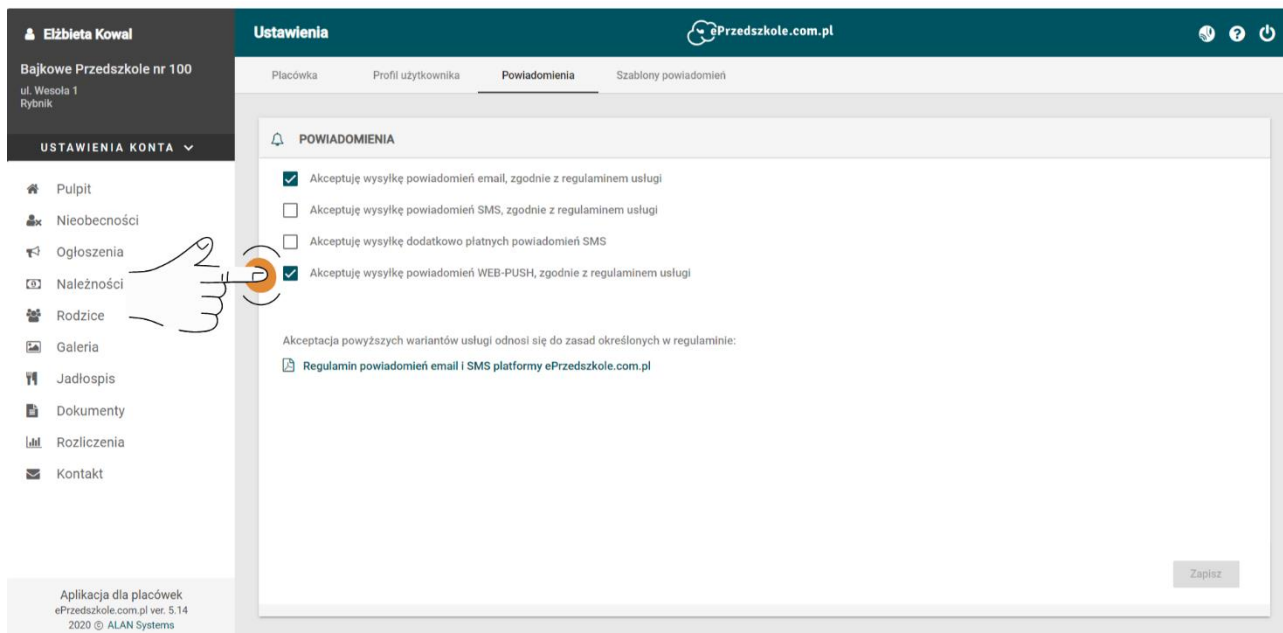 Elżbieta Kowal
Bajkowe Przedszkole nr 100
ul. Wesoła 1
Rybnik
USTAWIENIA KONTA
Pulpit
Nieobecności
Ogłoszenia
Należności
Rodzice
Galeria
Jadłospis
Dokumenty
Rozliczenia
Kontakt
Aplikacja dla placówek
ePrzedszkole.com.pl ver. 5.14
2020 © ALAN Systems
Ustawienia
ePrzedszkole.com.pl
Placówka Profil użytkownika Powiadomienia Szablony powiadomień
POWIADOMIENIA
Akceptuję wysyłkę powiadomień email, zgodnie z regulaminem usługi
Akceptuję wysyłkę powiadomień SMS, zgodnie z regulaminem usługi
Akceptuję wysyłkę dodatkowo płatnych powiadomień SMS
Akceptuję wysyłkę powiadomień WEB-PUSH, zgodnie z regulaminem usługi
Akceptacja powyższych wariantów usługi odnosi się do zasad określonych w regulaminie:
Regulamin powiadomień email i SMS platformy ePrzedszkole.com.pl
Zapisz